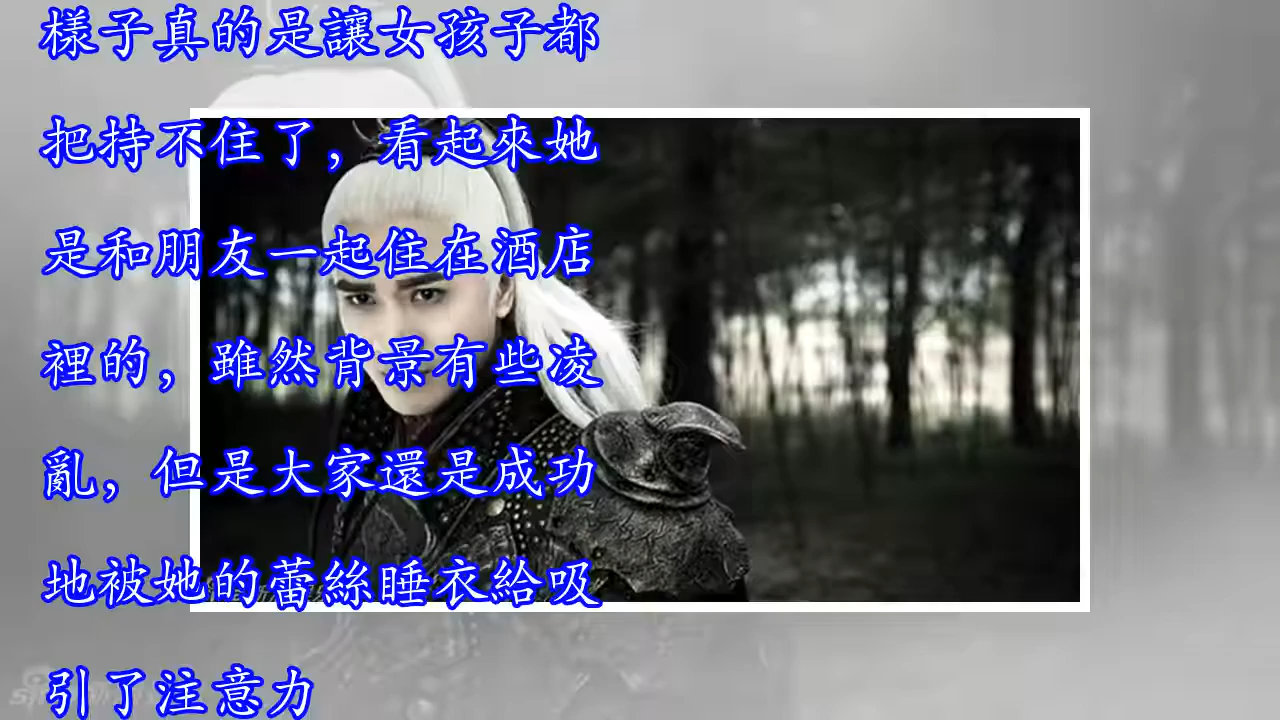 樣子真的是讓女孩子都
把持不住了，看起來她
是和朋友一起住在酒店
裡的，雖然背景有些凌
亂，但是大家還是成功
地被她的蕾絲睡衣給吸
引了注意力